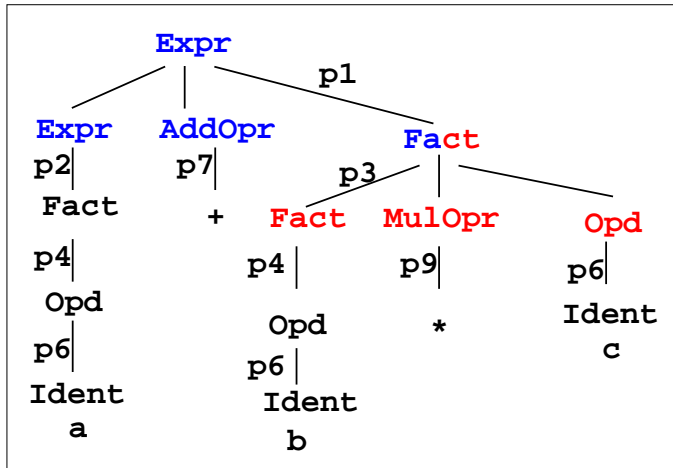 Expr
p1
Expr AddOpr Fact
p2 p7 p3
Fact + Fact MulOpr Opd
p4 p4 p9 p6
Opd Opd * Ident
c
p6 p6
Ident Ident
a b